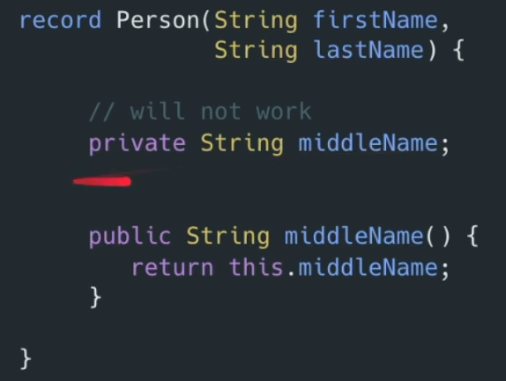 record Person(String firstName,
String lastName) {
// will not work
private String middleName;
public String middleName() {
return this.middleName;
}
}